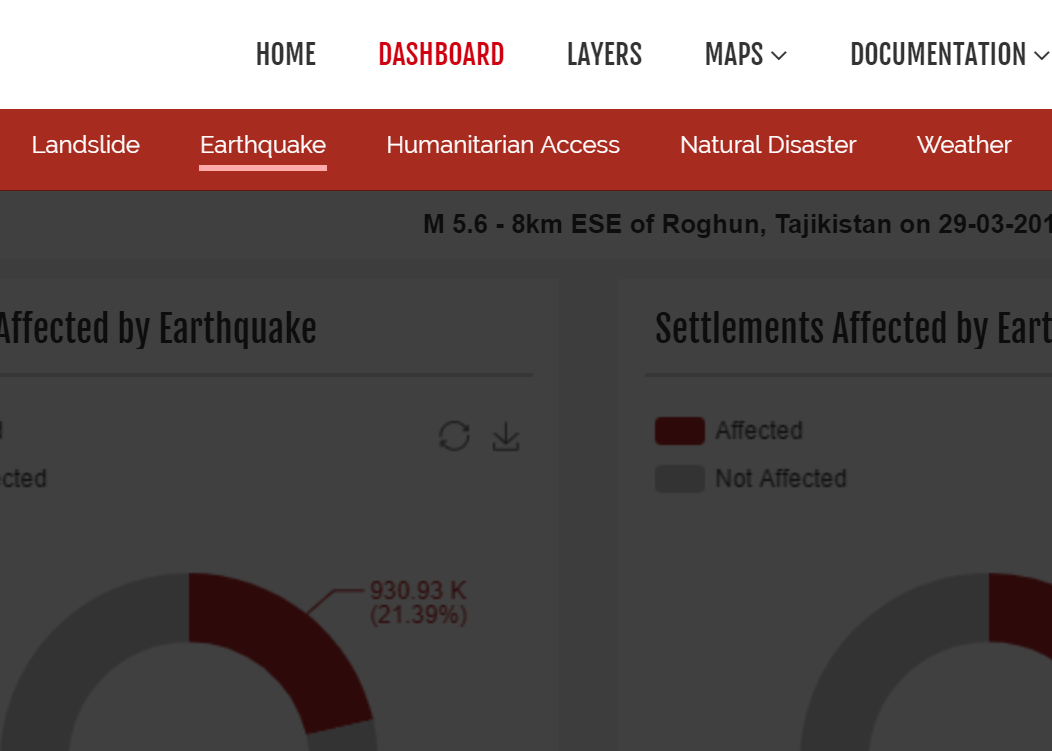 HOME DASHBOARD LAYERS MAPS DOCUMENTATION
Landslide Earthquake Humanitarian Access Natural Disaster Weather
M 5.6 - 8km ESE of Roghun, Tajikistan on 29-03-201
Affected by Earthquake
Settlements Affected by Eart
Affected
cted
Not Affected
930.93 K
(21.39%)